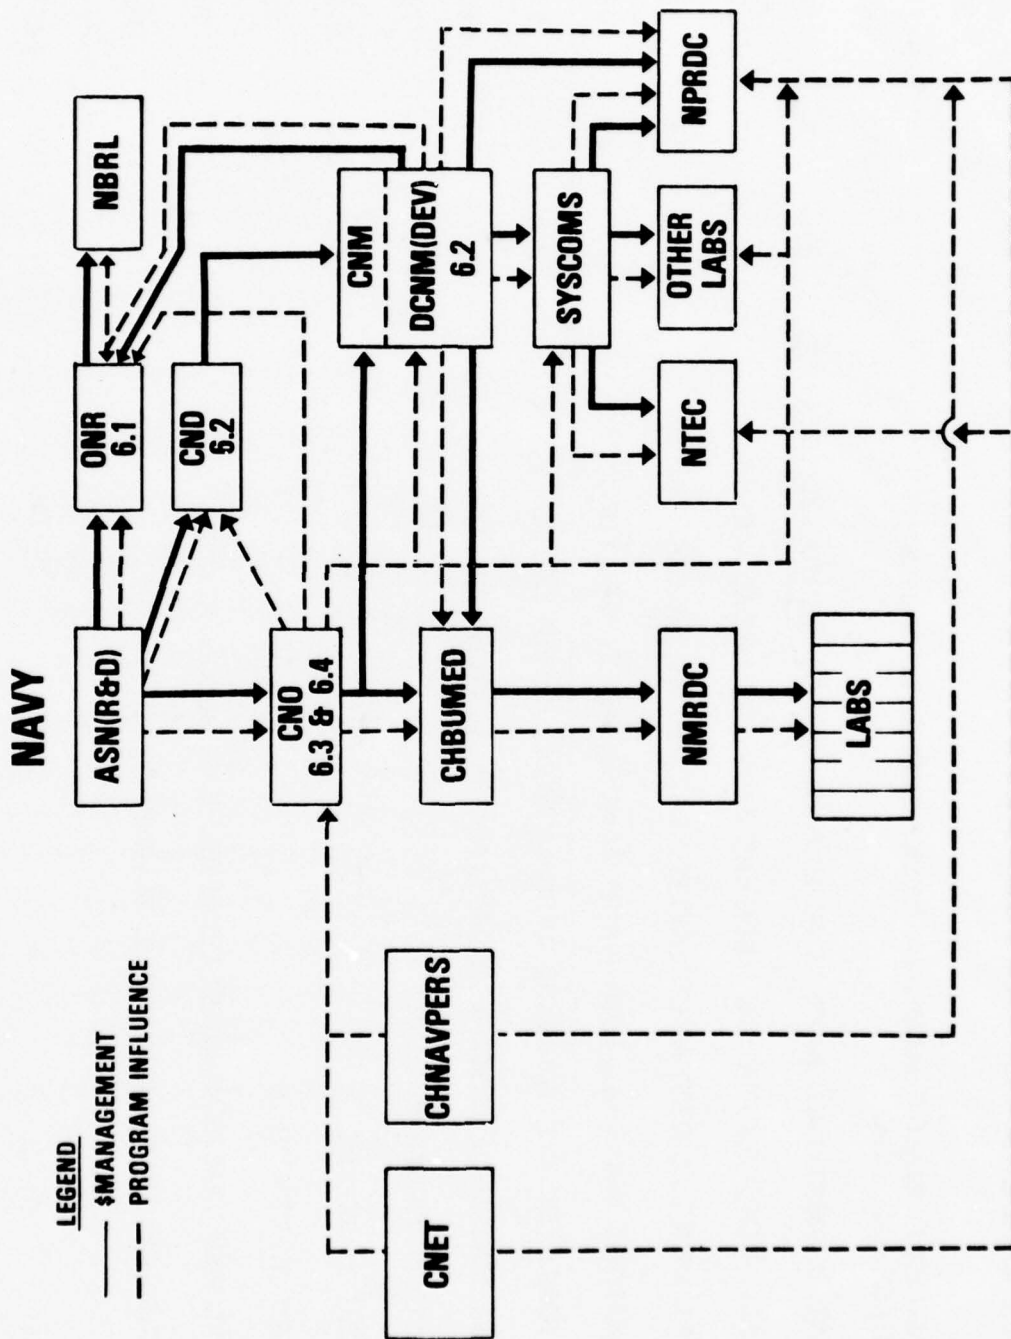 NAVY
LEGEND
$MANAGEMENT
PROGRAM INFLUENCE
ASN(R&D)
ONR
6.1
NBRL
CND
6.2
CNO
6.3 & 6.4
CNM
DCNM(DEV)
6.2
CHBUMED
SYSCOMS
CNET
CHNAVPERS
NMRDC
NTEC
OTHER
LABS
NPRDC
LABS